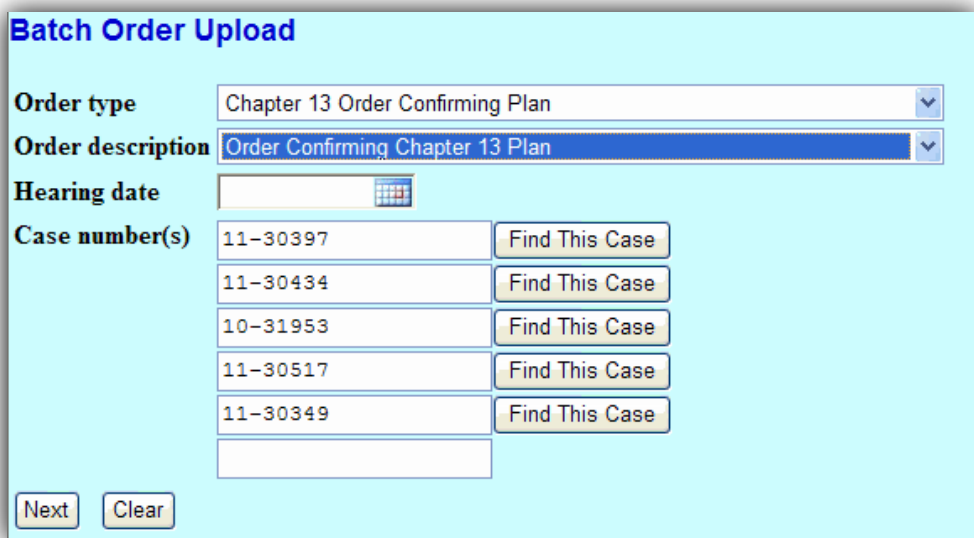 Batch Order Upload
Order type Chapter 13 Order Confirming Plan
Order description Order Confirming Chapter 13 Plan
Hearing date
Case number(s) 11-30397 Find This Case
11-30434 Find This Case
10-31953 Find This Case
11-30517 Find This Case
11-30349 Find This Case
Next Clear